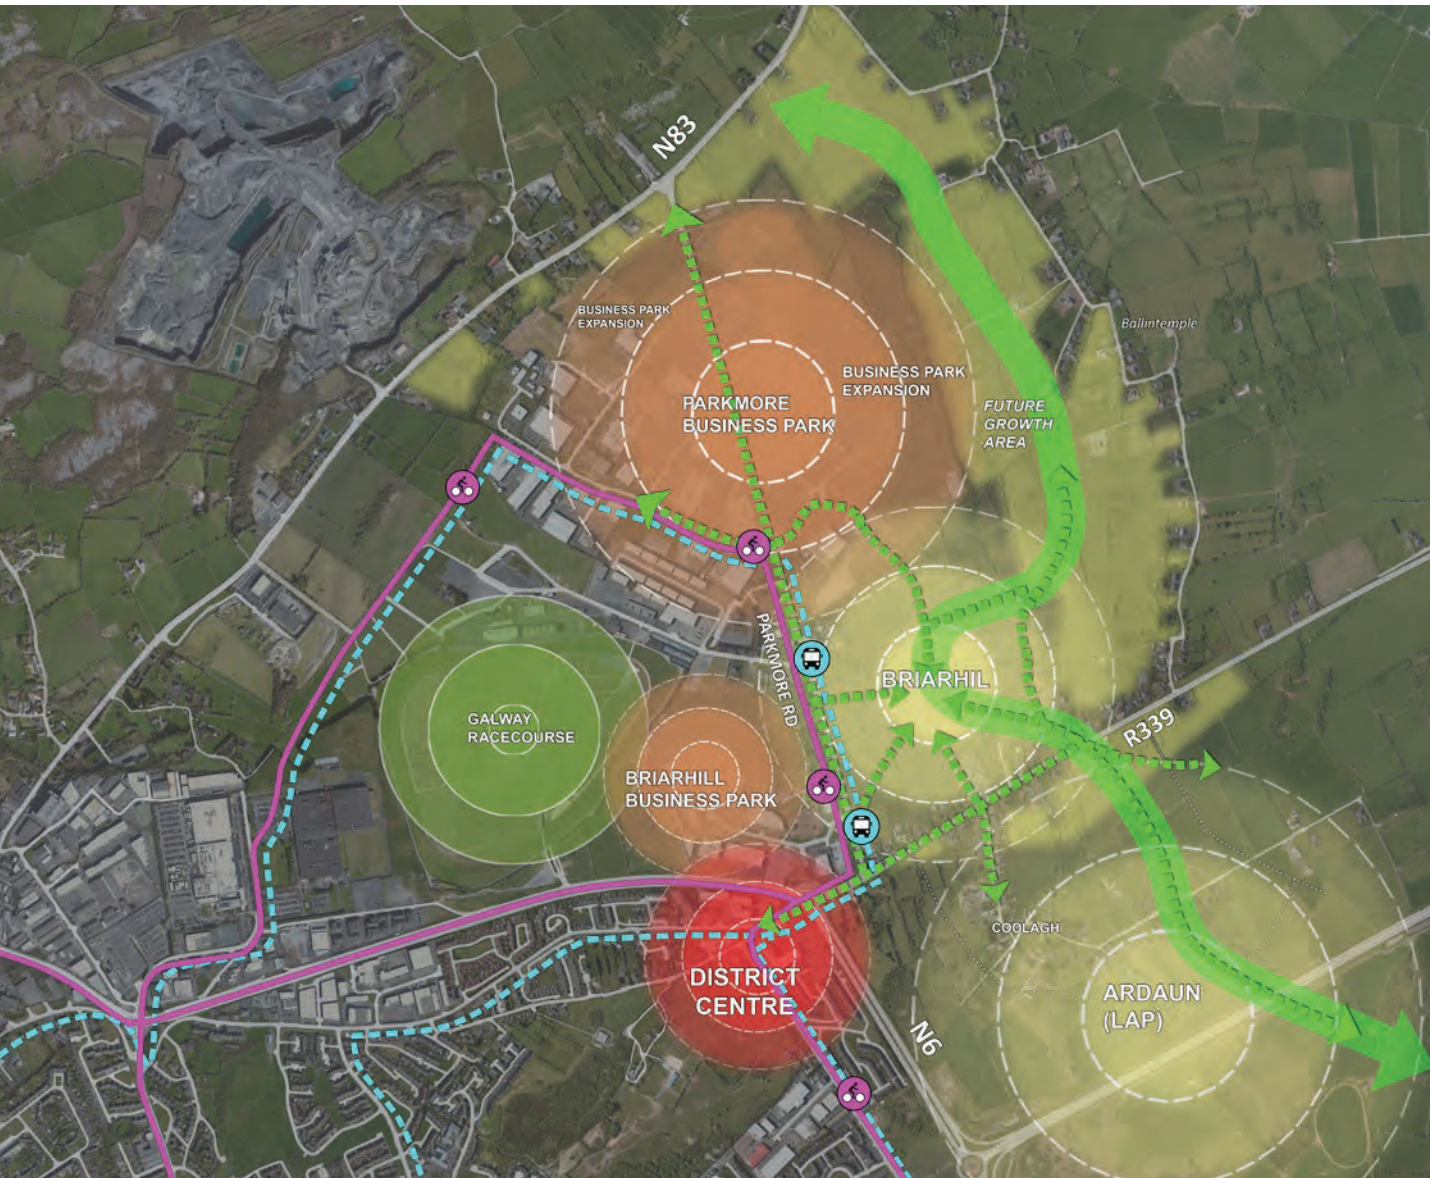 N83
BUSINESS PARK
EXPANSION
Ballintemple
BUSINESS PARK
EXPANSION
PARKMORE
BUSINESS PARK
FUTURE
GROWTH
AREA
PARKMORE RD
BRIARHIL
GALWAY
RACECOURSE
R339
BRIARHILL
BUSINESS PARK
COOLAGH
DISTRICT
CENTRE
ARDAUN
(LAP)
N6